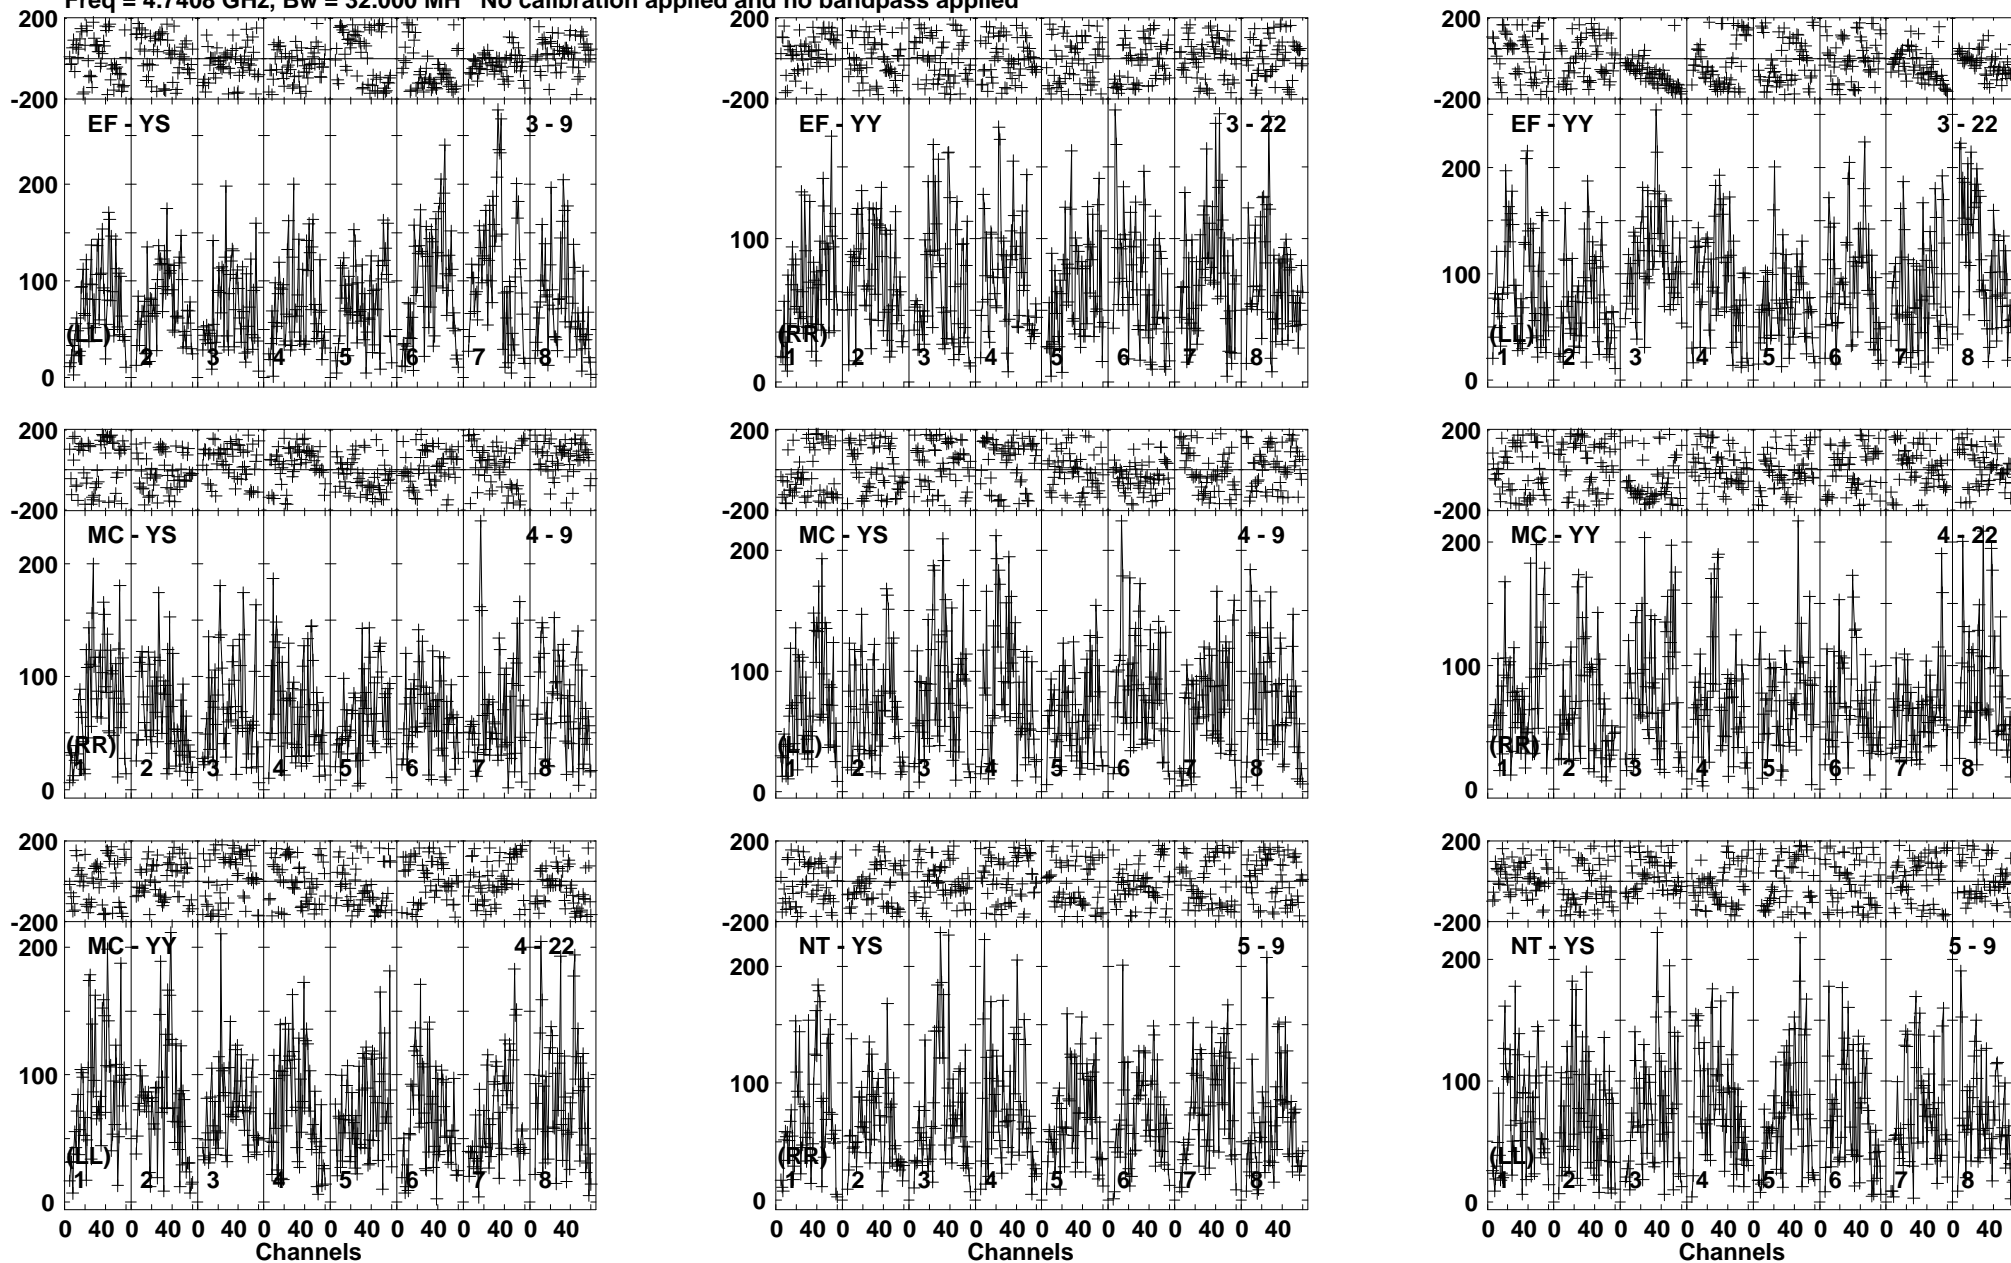 Freq = 4.7408 GHz, Bw = 32.000 MH No calibration applied and no bandpass applied
200 200 200
-200 -200 -200
EF - YS 3 - 9 EF - YY 3 - 22 EF - YY 3 - 22
200 100 0
100 0
200 100 0
(LL) (RR) (LL)
1 2 3 4 5 6 7 8 1 2 3 4 5 6 7 8 1 2 3 4 5 6 7 8
200 200 200
-200 -200 -200
MC - YS 4 - 9 MC - YS 4 - 9 MC - YY 4 - 22
200 200 200
100 100 100
(RR) (LL) (RR)
1 2 3 4 5 6 7 8 1 2 3 4 5 6 7 8 1 2 3 4 5 6 7 8
0 0 0
200 200 200
-200 -200 -200
MC - YY 4 - 22 NT - YS 5 - 9 NT - YS 5 - 9
200 200 200
100 100 100
(LL) (RR) (LL)
1 2 3 4 5 6 7 8 1 2 3 4 5 6 7 8 1 2 3 4 5 6 7 8
0 0 0
0 40 0 40 0 40 0 40 0 40 0 40 0 40 0 40 0 40 0 40 0 40 0 40 0 40 0 40 0 40 0 40 0 40 0 40 0 40 0 40 0 40 0 40 0 40 0 40
Channels Channels Channels